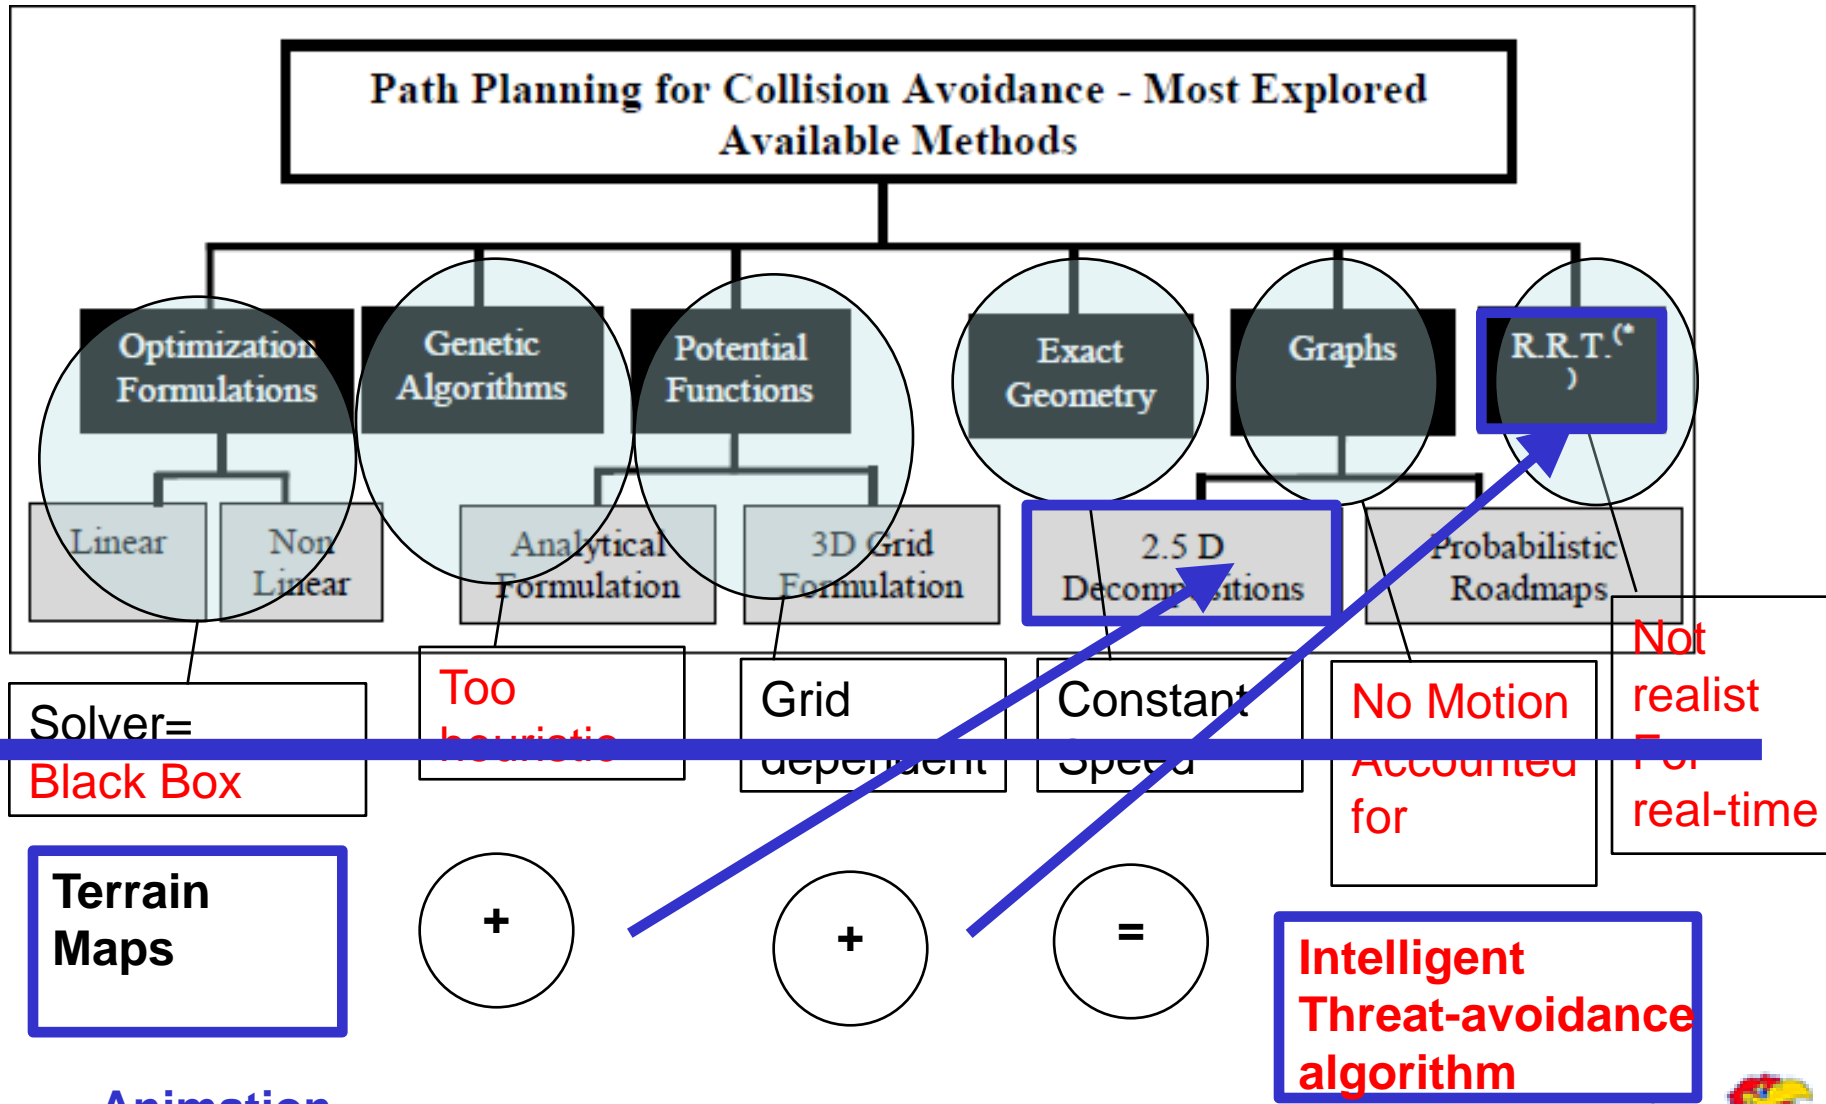 Path Planning for Collision Avoidance - Most Explored
Available Methods
Optimization
Formulations
Genetic
Algorithms
Potential
Functions
Exact
Geometry
Graphs
R.R.T.(*
)
Linear
Non
Linear
Analytical
Formulation
3D Grid
Formulation
2.5 D
Decompositions
Probabilistic
Roadmaps
Solver=
Black Box
Too
heuristic
Grid
dependent
Constant
Speed
No Motion
Accounted
for
Not
realist
For
real-time
Terrain
Maps
+
+
=
Intelligent
Threat-avoidance
algorithm
Animation